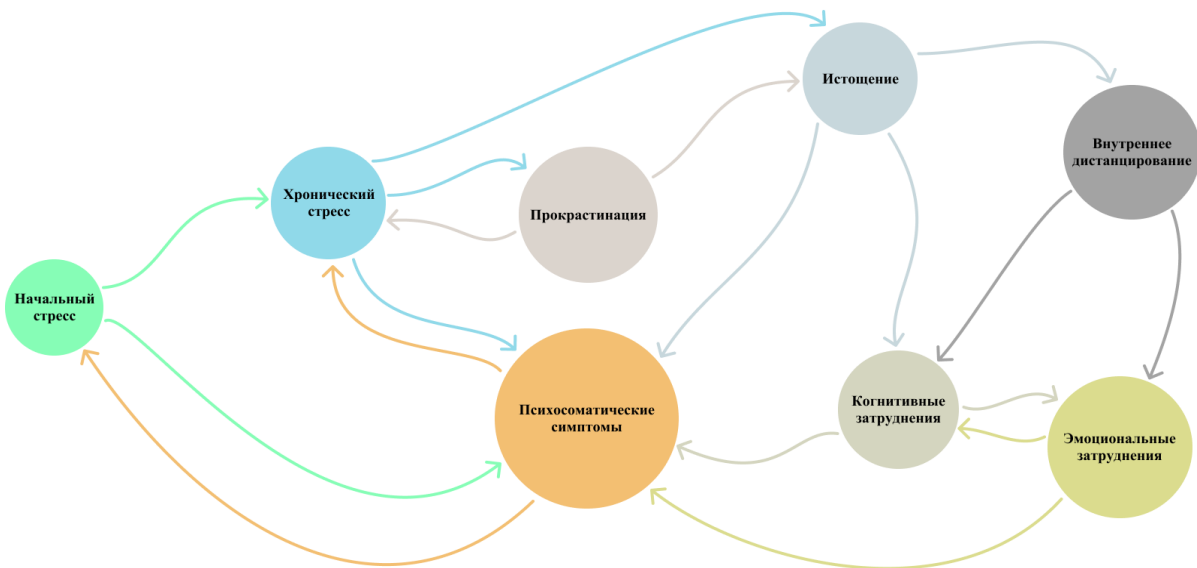 Истощение
Внутреннее
дистанцирование
Хронический
стресс
Прокрастинация
Начальный
стресс
Психосоматические
симптомы
Когнитивные
затруднения
Эмоциональные
затруднения